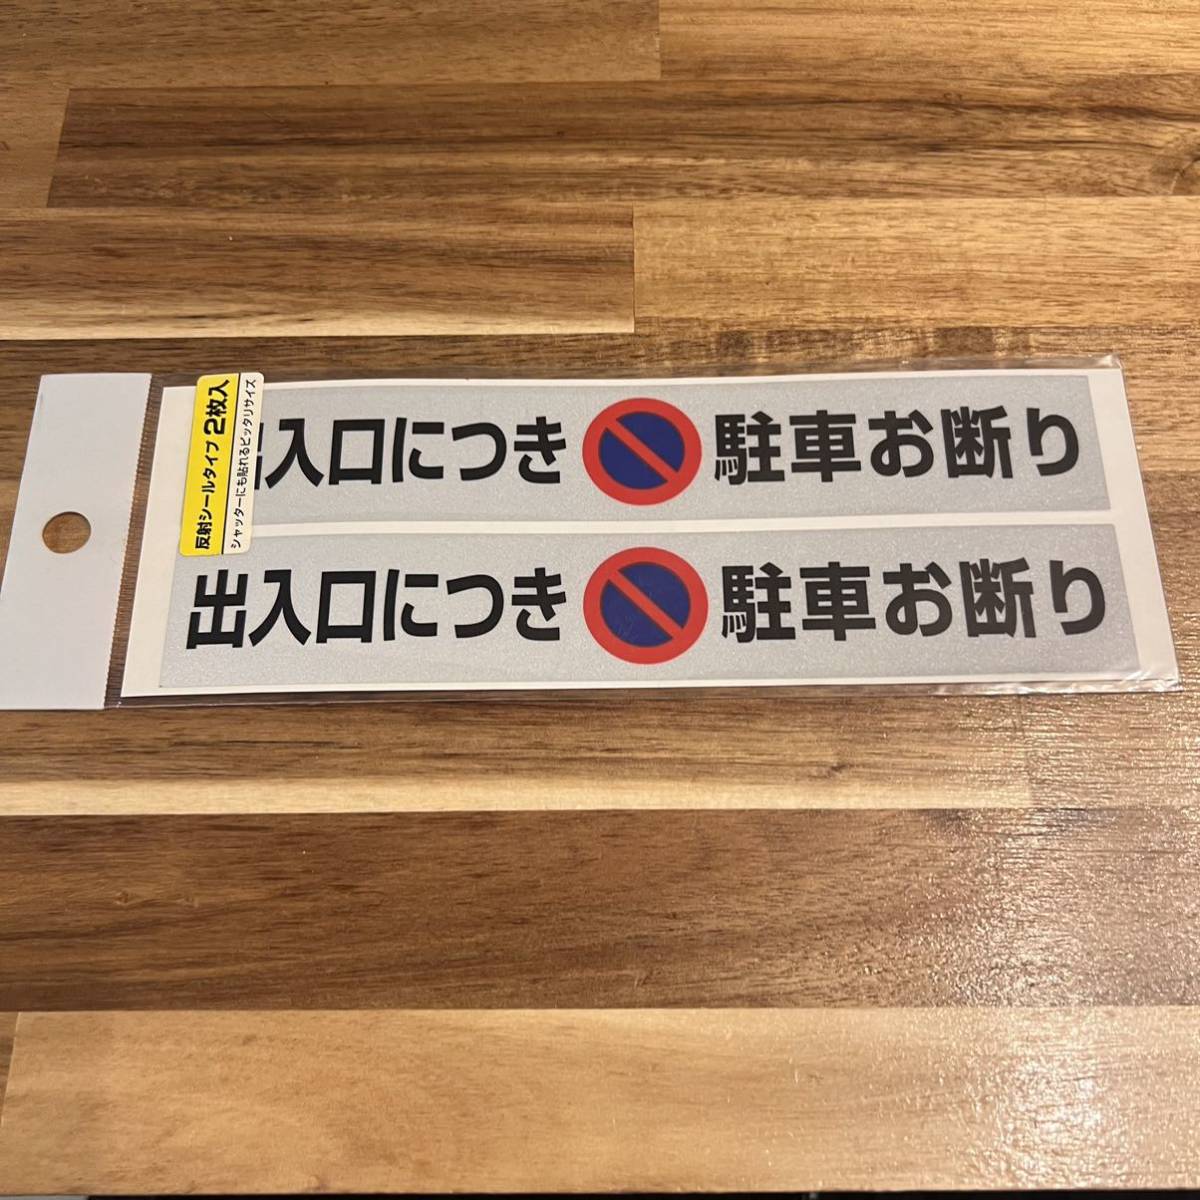 反射シールタイプ 2枚入
シャッターにも貼れるピッタリサイズ
出入口につき 駐車お断り
出入口につき 駐車お断り